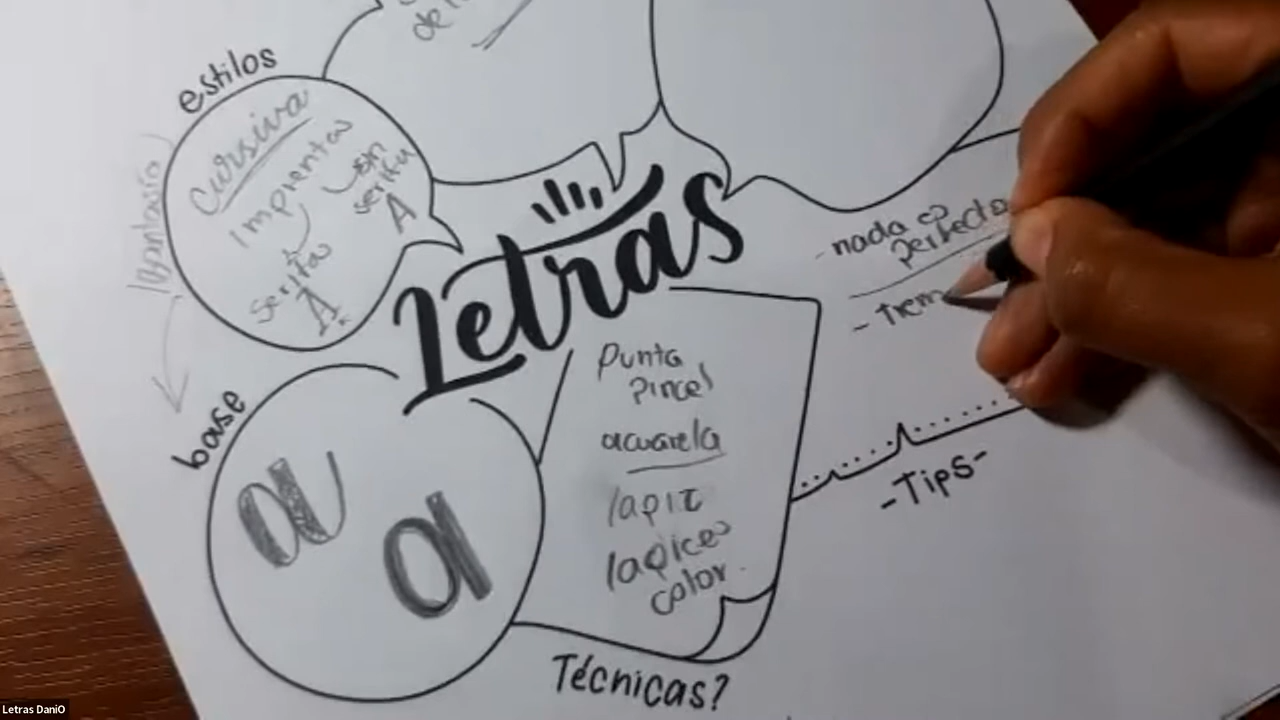 estilos
Cursiva
Imprenta
sin
serifa
A
serifa
A
Letras
nada es
perfecto
- trem
base
a
a
Punta
Pincel
acuarela
lapiz
lapices
color
-Tips-
Técnicas?
Letras DaniO